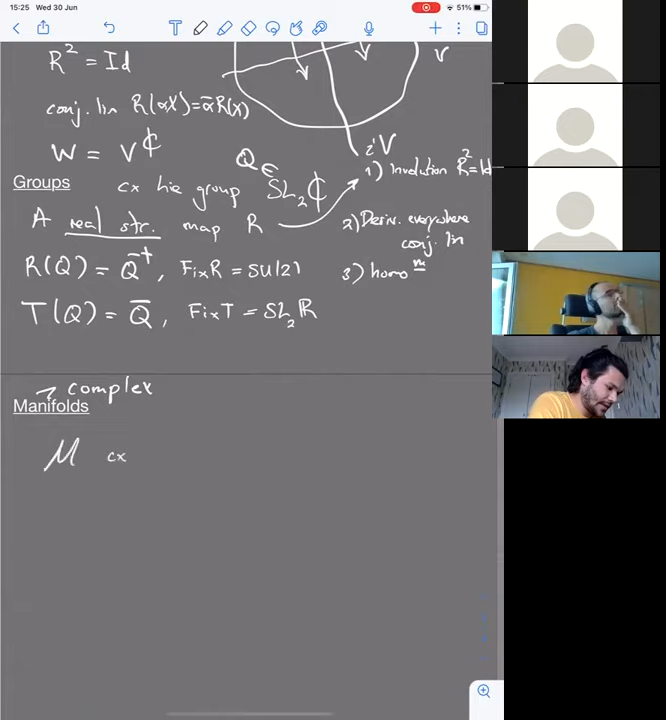 15:25 Wed 30 Jun
51%
R² = Id
V
V
conj. lin R(αX)=ᾱR(x)
W = V^ℂ
iV
Groups
cx Lie group
Q ∈ SL₂ℂ
1) Involution R²=Id
A real str. map R
2) Deriv. everywhere conj. lin
R(Q) = Q̄^{-t}, FixR = SU(2)
3) homo m
T(Q) = Q̄, FixT = SL₂ℝ
→ complex
Manifolds
M cx